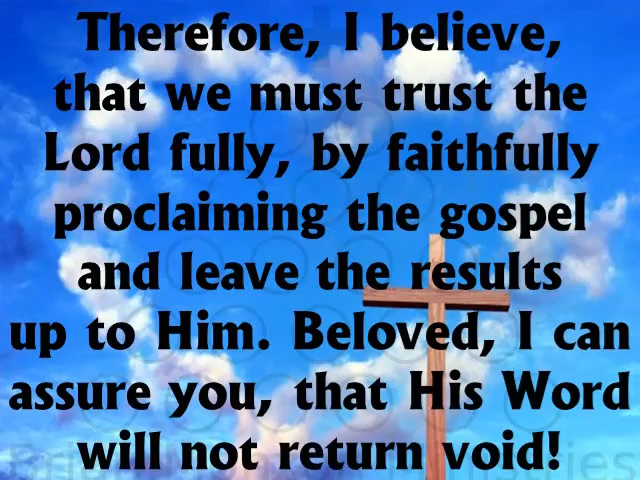 Therefore, I believe,
that we must trust the
Lord fully, by faithfully
proclaiming the gospel
and leave the results
up to Him. Beloved, I can
assure you, that His Word
will not return void!